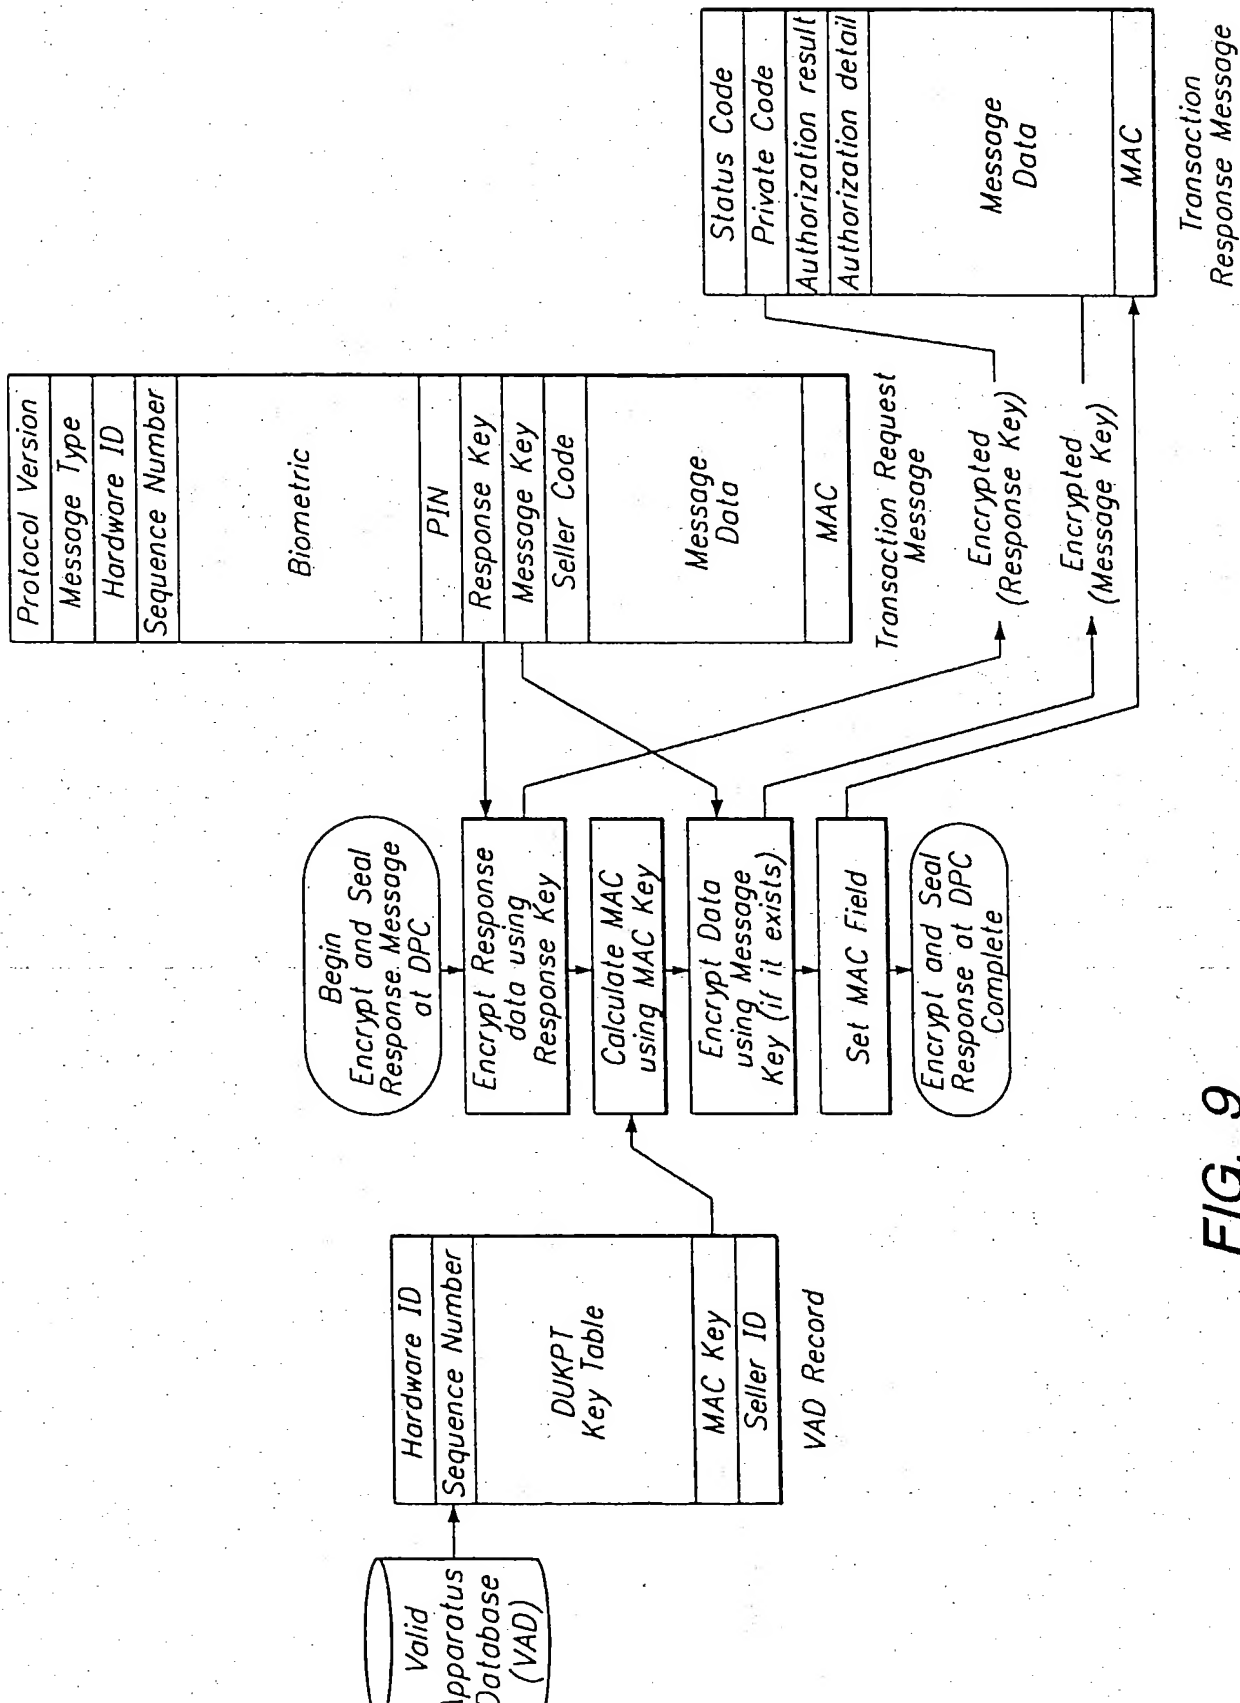 Valid
Apparatus
Database
(VAD)
Hardware ID
Sequence Number
DUKPT
Key Table
MAC Key
Seller ID
VAD Record
Begin
Encrypt and Seal
Response Message
at DPC
Encrypt Response
data using
Response Key
Calculate MAC
using MAC Key
Encrypt Data
using Message
Key (if it exists)
Set MAC Field
Encrypt and Seal
Response at DPC
Complete
Protocol Version
Message Type
Hardware ID
Sequence Number
Biometric
PIN
Response Key
Message Key
Seller Code
Message
Data
MAC
Transaction Request
Message
Encrypted
(Response Key)
Encrypted
(Message Key)
Status Code
Private Code
Authorization result
Authorization detail
Message
Data
MAC
Transaction
Response Message
FIG. 9